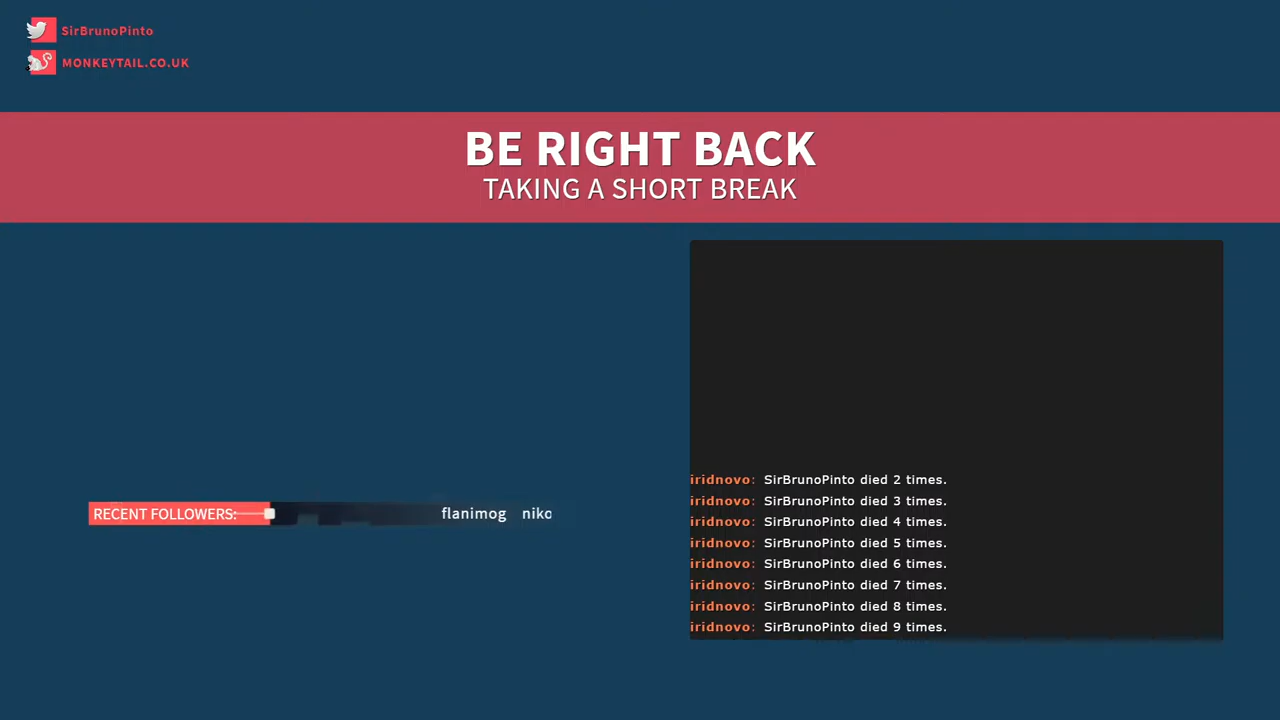 SirBrunoPinto
MONKEYTAIL.CO.UK
BE RIGHT BACK
TAKING A SHORT BREAK
RECENT FOLLOWERS:
flanimog niko
iridnovo: SirBrunoPinto died 2 times.
iridnovo: SirBrunoPinto died 3 times.
iridnovo: SirBrunoPinto died 4 times.
iridnovo: SirBrunoPinto died 5 times.
iridnovo: SirBrunoPinto died 6 times.
iridnovo: SirBrunoPinto died 7 times.
iridnovo: SirBrunoPinto died 8 times.
iridnovo: SirBrunoPinto died 9 times.